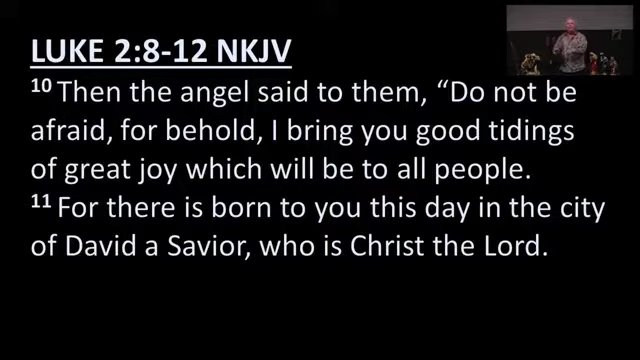 LUKE 2:8-12 NKJV
10 Then the angel said to them, “Do not be
afraid, for behold, I bring you good tidings
of great joy which will be to all people.
11 For there is born to you this day in the city
of David a Savior, who is Christ the Lord.